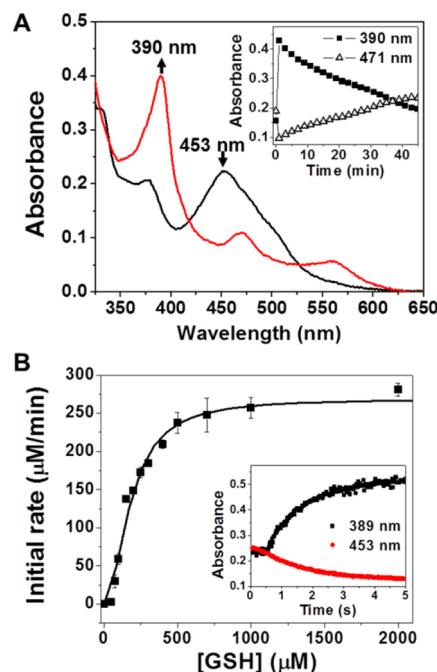 A
390 nm
453 nm
Absorbance
0.4
0.3
0.2
0.1
0.0
350 400 450 500 550 600 650
Wavelength (nm)
390 nm
471 nm
Absorbance
0.5
0.4
0.3
0.2
0.1
0 10 20 30 40
Time (min)
B
Initial rate (μM/min)
300
250
200
150
100
50
0
0 500 1000 1500 2000
[GSH] (μM)
Absorbance
0.5
0.4
0.3
0.2
0.1
389 nm
453 nm
0 1 2 3 4 5
Time (s)